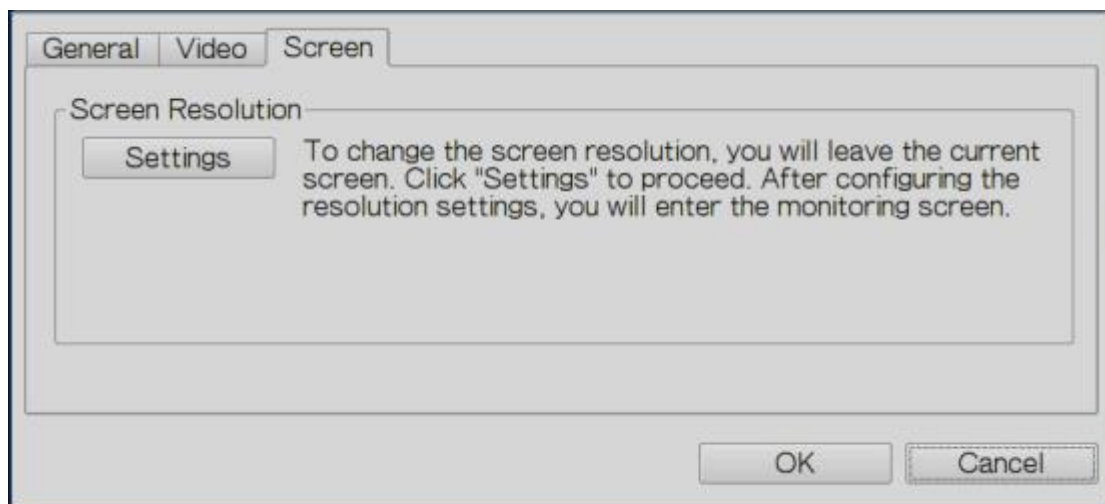 General Video Screen
Screen Resolution
Settings
To change the screen resolution, you will leave the current
screen. Click "Settings" to proceed. After configuring the
resolution settings, you will enter the monitoring screen.
OK Cancel